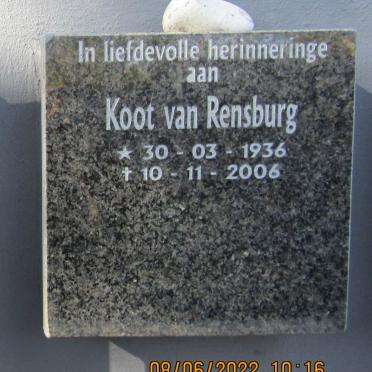 In liefdevolle herinneringe
aan
Koot van Rensburg
★ 30 - 03 - 1936
✝ 10 - 11 - 2006
08/06/2022 10:16